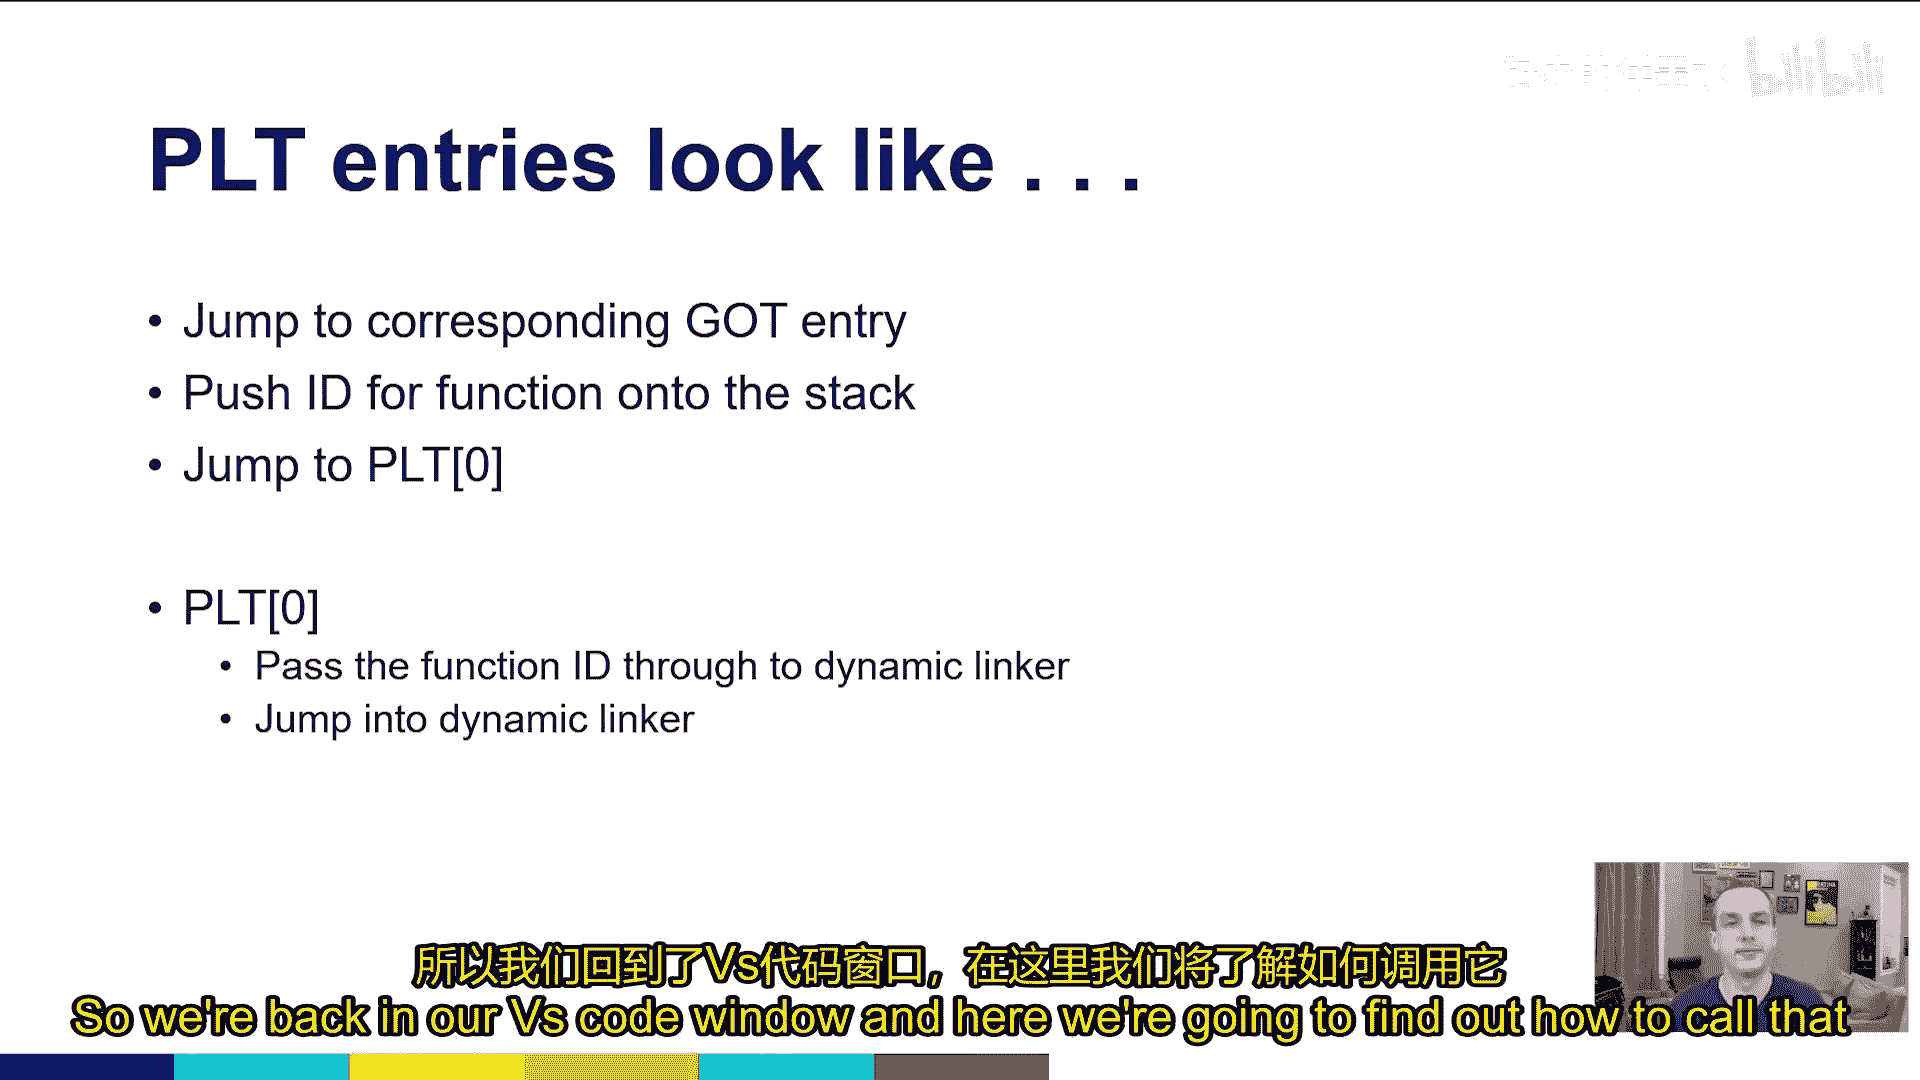 bilibili
PLT entries look like . . .
• Jump to corresponding GOT entry
• Push ID for function onto the stack
• Jump to PLT[0]
• PLT[0]
• Pass the function ID through to dynamic linker
• Jump into dynamic linker
所以我们回到了Vs代码窗口，在这里我们将了解如何调用它
So we're back in our Vs code window and here we're going to find out how to call that